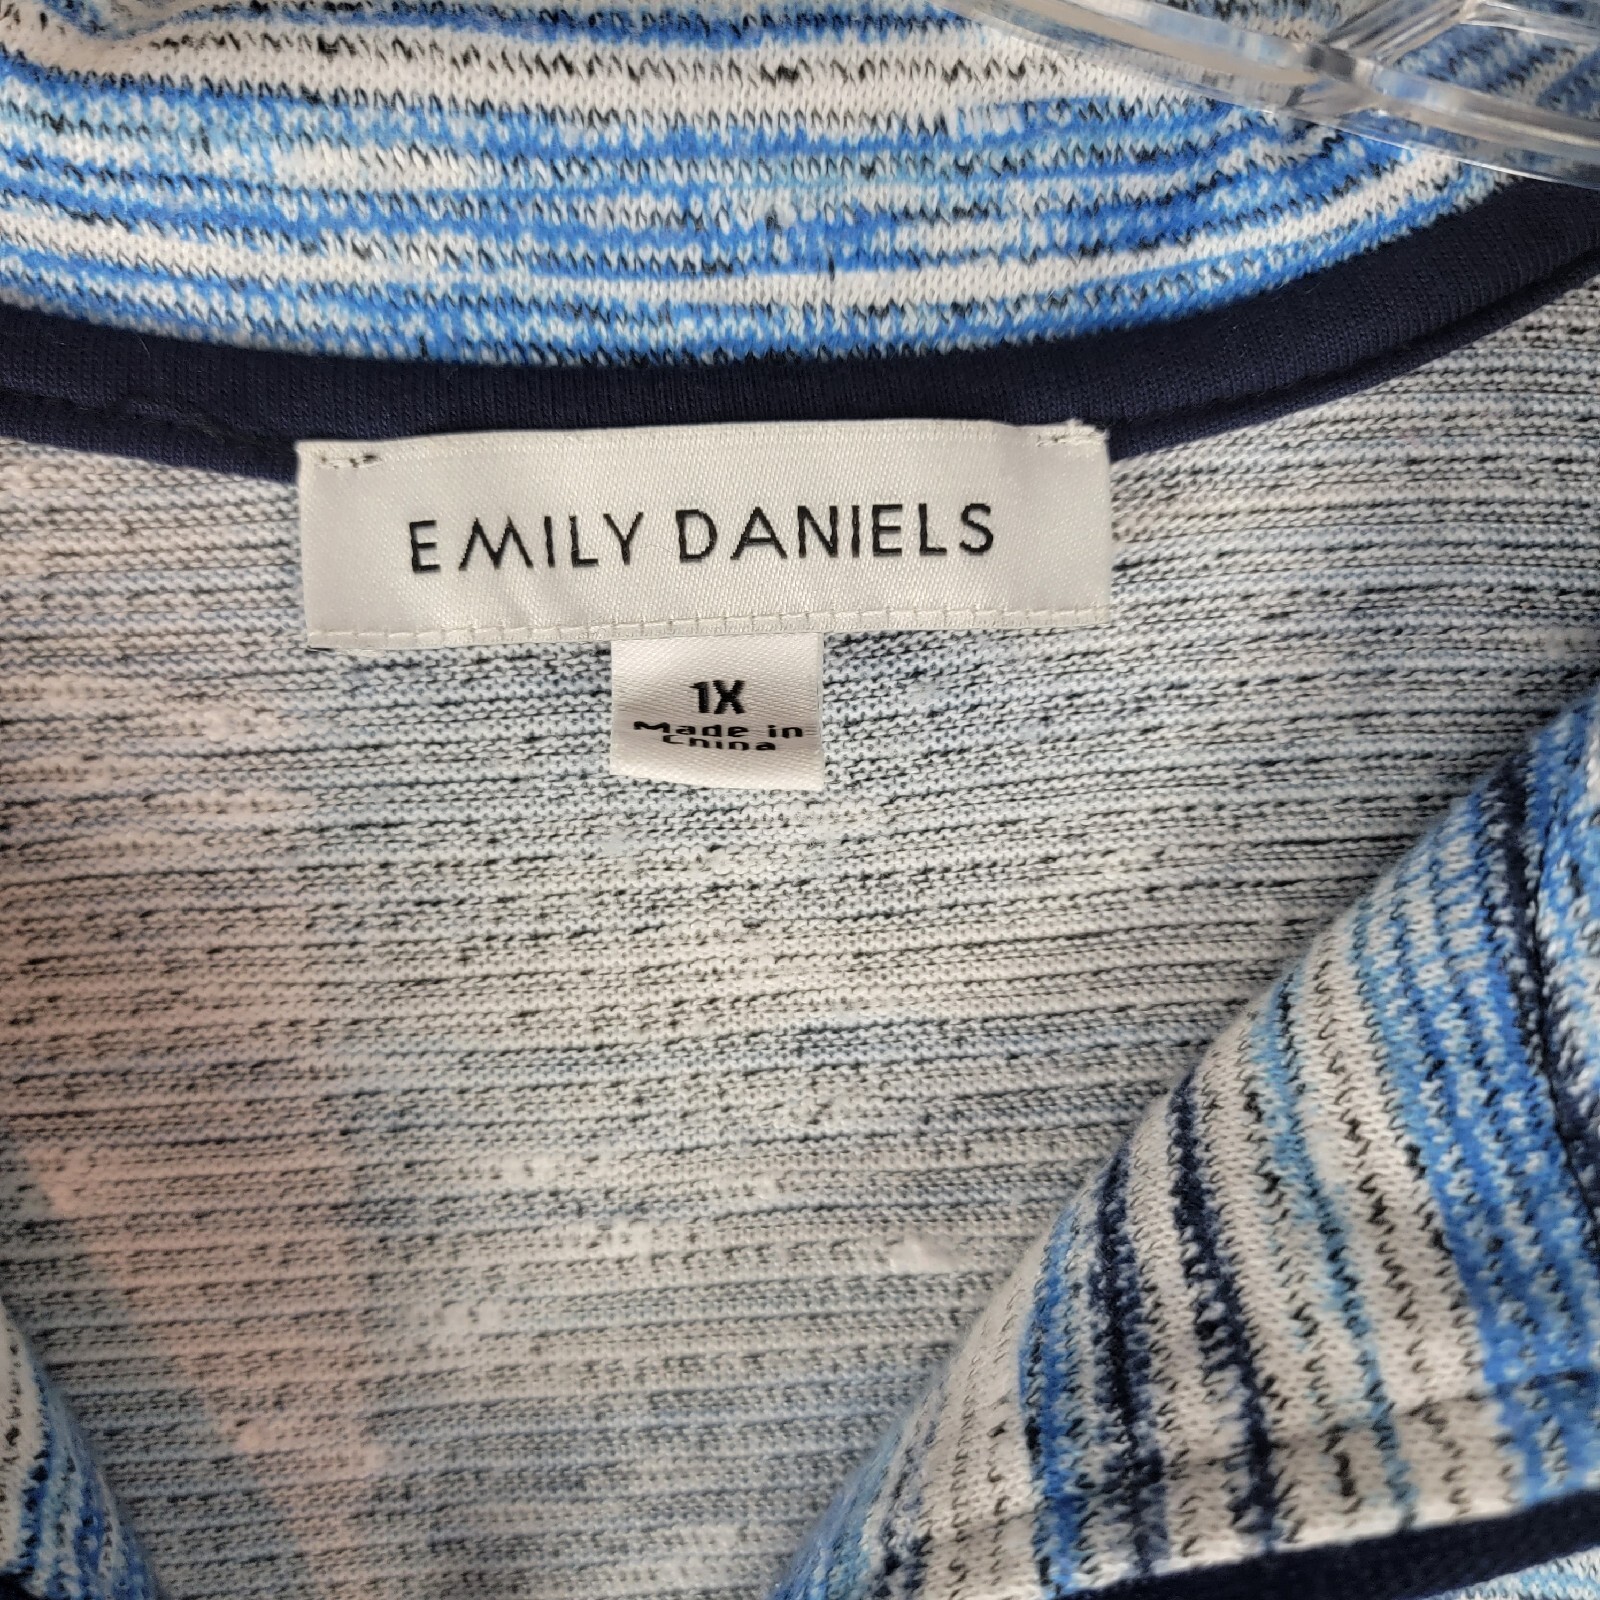 EMILY DANIELS
1X
Made in
China